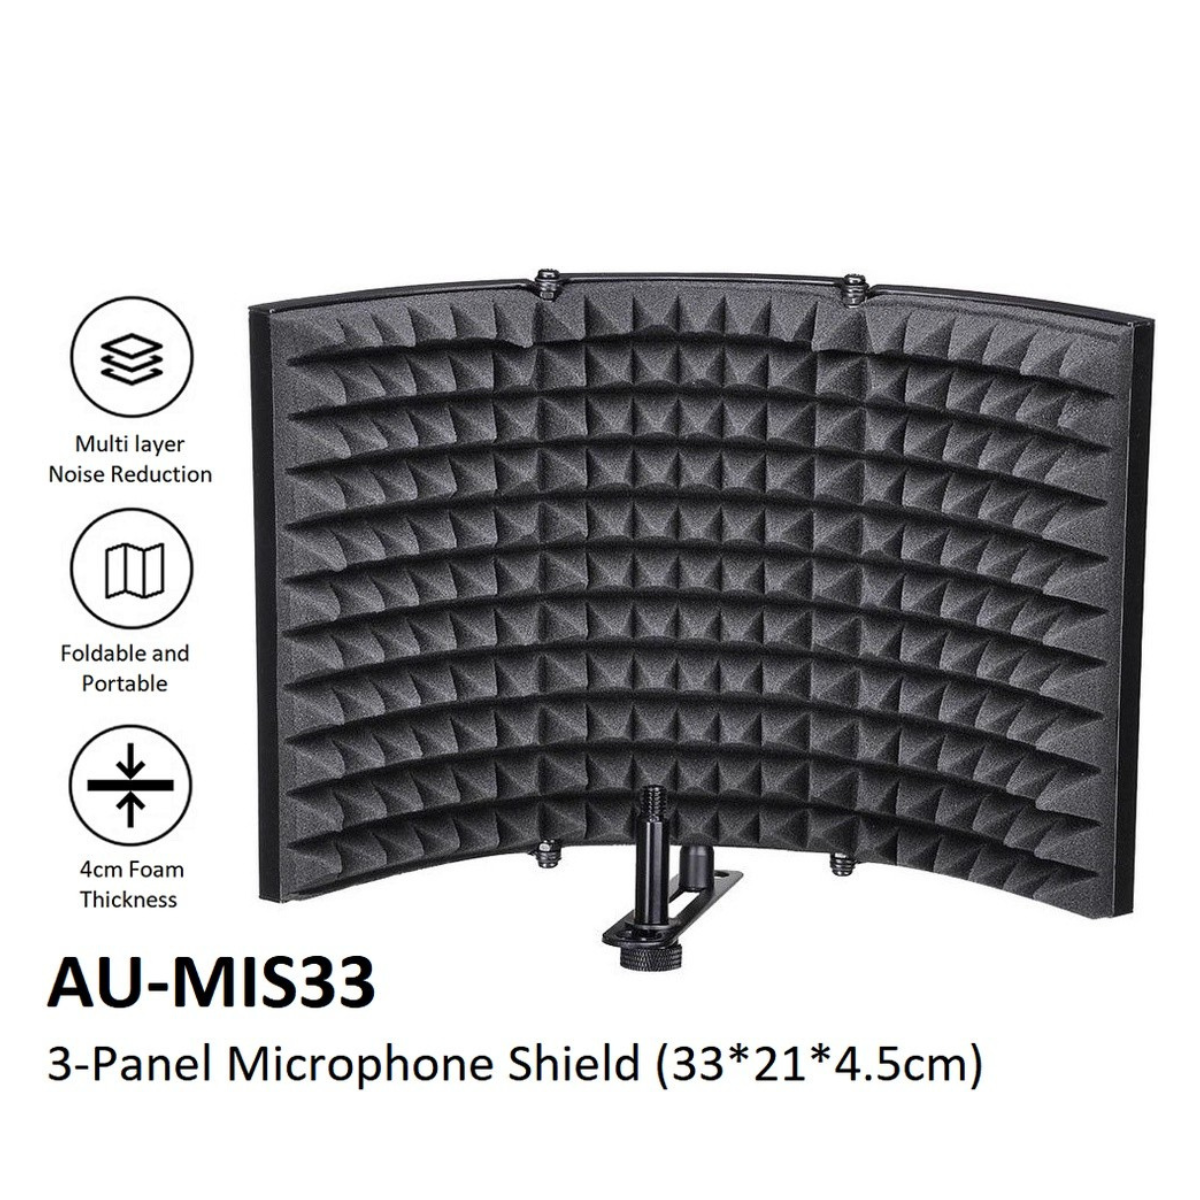 Multi layer
Noise Reduction
Foldable and
Portable
4cm Foam
Thickness
AU-MIS33
3-Panel Microphone Shield (33*21*4.5cm)